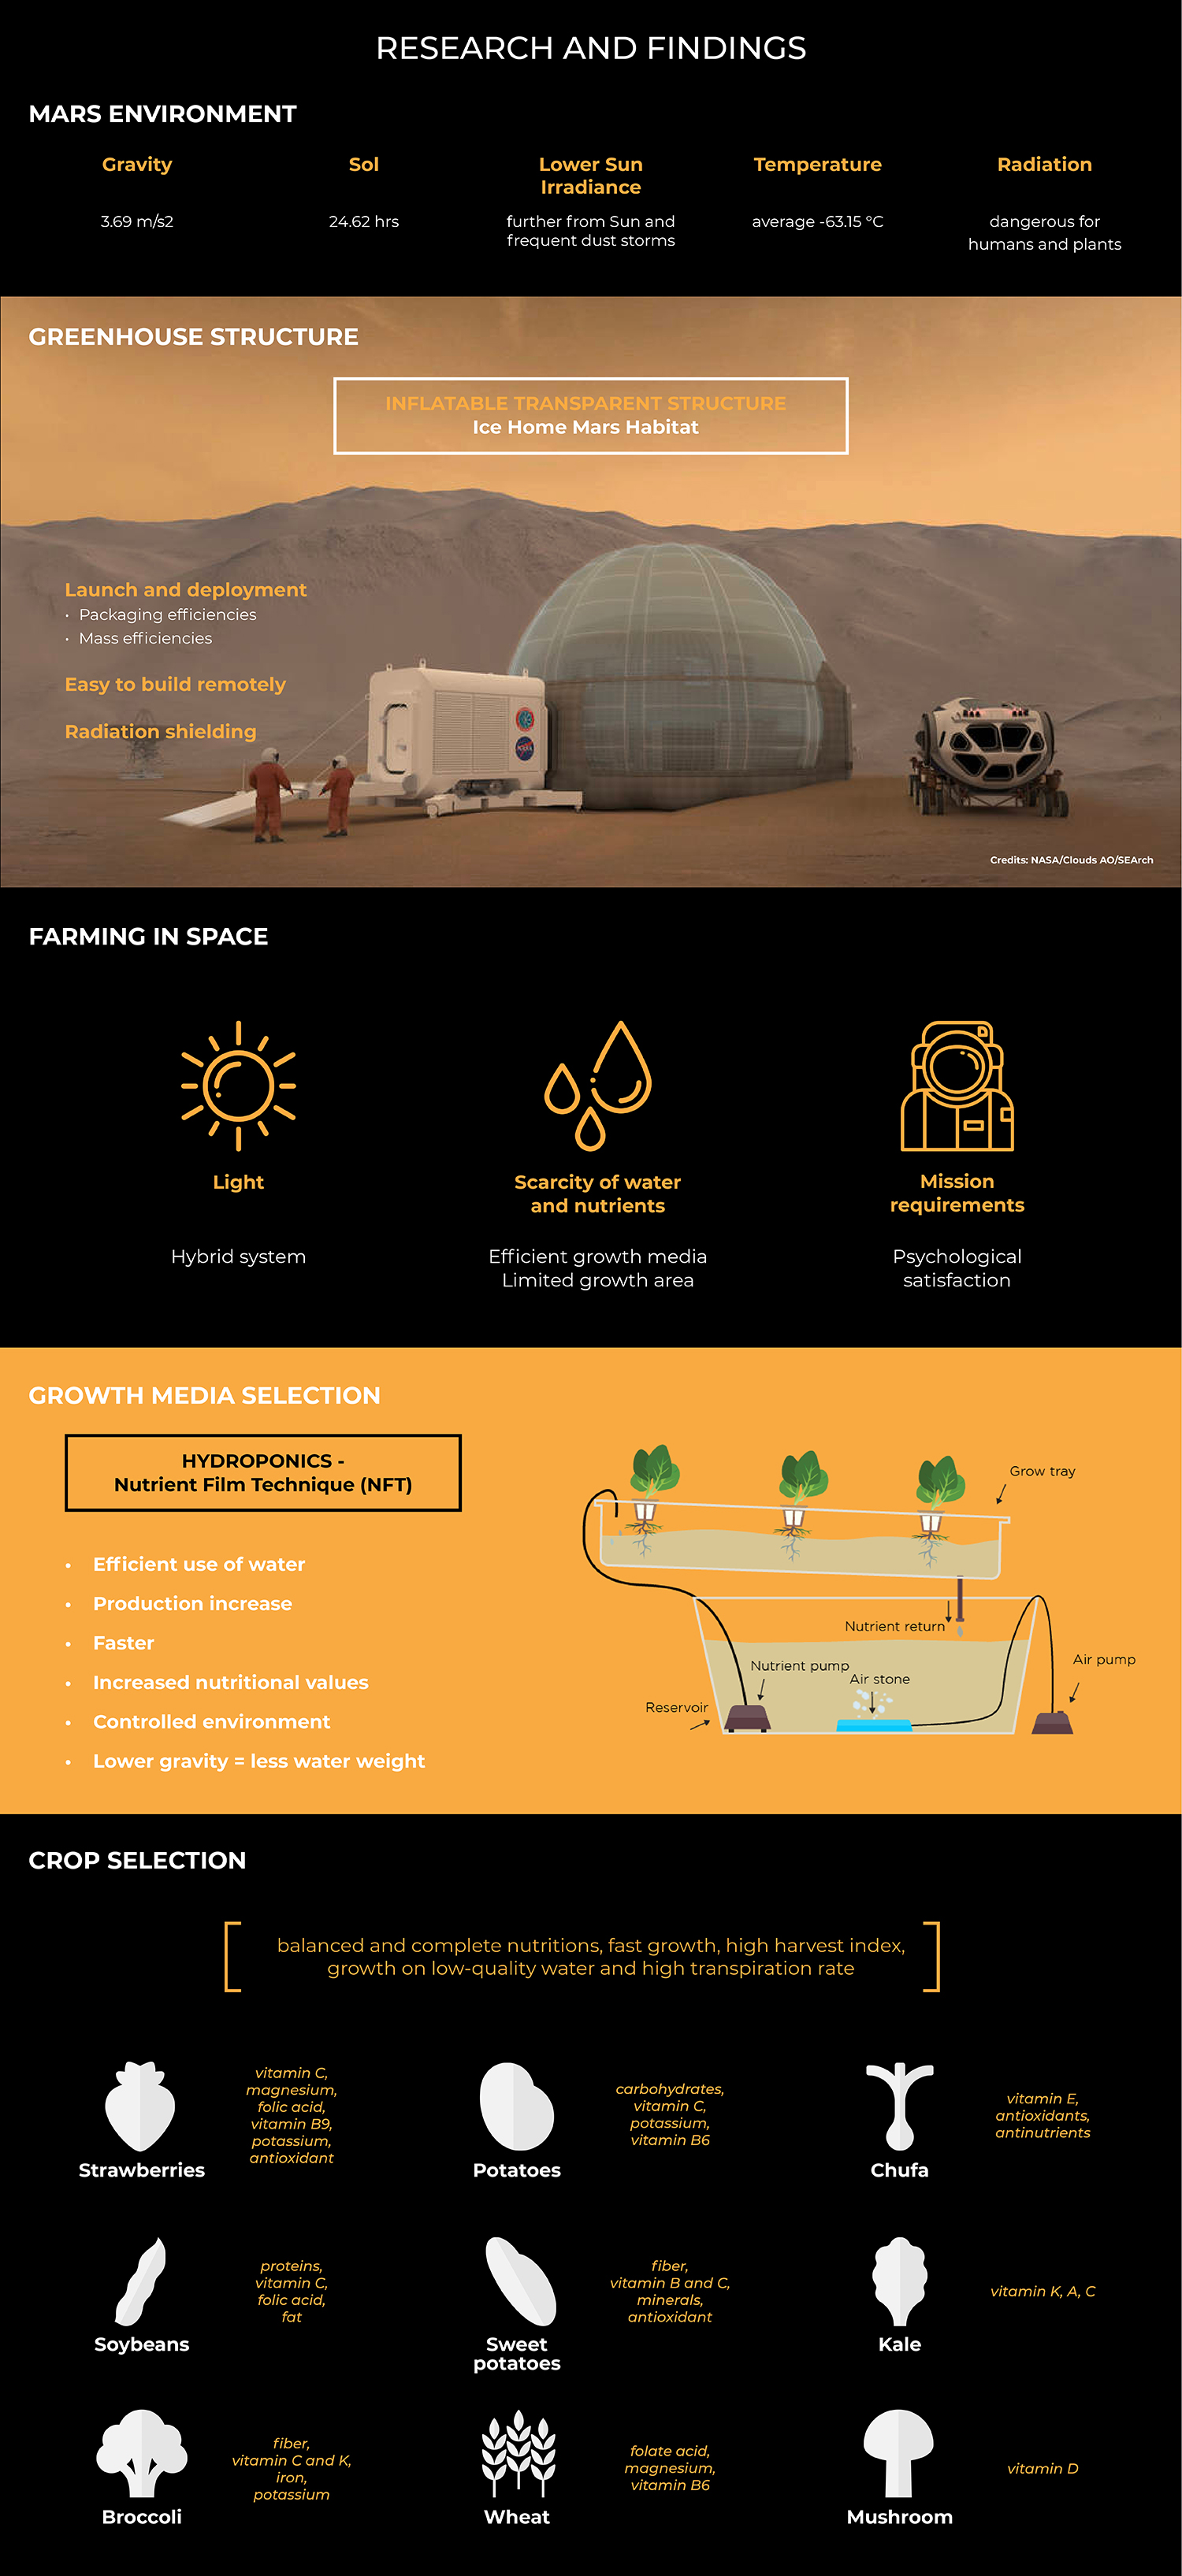 RESEARCH AND FINDINGS
MARS ENVIRONMENT
Gravity
3.69 m/s2
Sol
24.62 hrs
Lower Sun
Irradiance
further from Sun and
frequent dust storms
Temperature
average -63.15 °C
Radiation
dangerous for
humans and plants
GREENHOUSE STRUCTURE
INFLATABLE TRANSPARENT STRUCTURE
Ice Home Mars Habitat
Launch and deployment
• Packaging efficiencies
• Mass efficiencies
Easy to build remotely
Radiation shielding
NASA
Credits: NASA/Clouds AO/SEArch
FARMING IN SPACE
Light
Hybrid system
Scarcity of water
and nutrients
Efficient growth media
Limited growth area
Mission
requirements
Psychological
satisfaction
GROWTH MEDIA SELECTION
HYDROPONICS -
Nutrient Film Technique (NFT)
• Efficient use of water
• Production increase
• Faster
• Increased nutritional values
• Controlled environment
• Lower gravity = less water weight
Grow tray
Nutrient return
Nutrient pump
Air stone
Air pump
Reservoir
CROP SELECTION
balanced and complete nutritions, fast growth, high harvest index,
growth on low-quality water and high transpiration rate
Strawberries
vitamin C,
magnesium,
folic acid,
vitamin B9,
potassium,
antioxidant
Potatoes
carbohydrates,
vitamin C,
potassium,
vitamin B6
Chufa
vitamin E,
antioxidants,
antinutrients
Soybeans
proteins,
vitamin C,
folic acid,
fat
Sweet
potatoes
fiber,
vitamin B and C,
minerals,
antioxidant
Kale
vitamin K, A, C
Broccoli
fiber,
vitamin C and K,
iron,
potassium
Wheat
folate acid,
magnesium,
vitamin B6
Mushroom
vitamin D